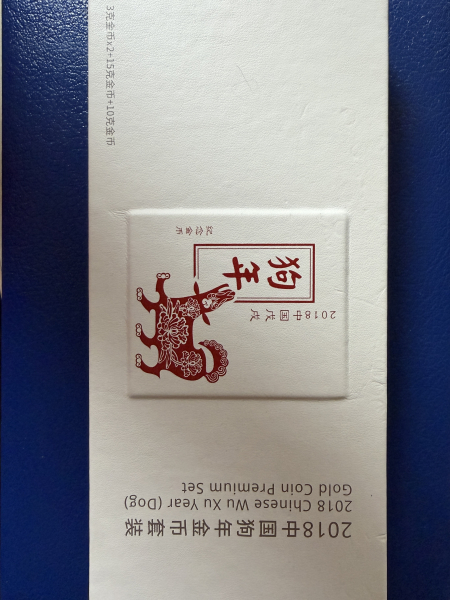 3克金币x2+15克金币+10克金币
狗年
纪念金币
2018中国戊戌
2018中国狗年金币套装
2018 Chinese Wu Xu Year (Dog)
Gold Coin Premium Set